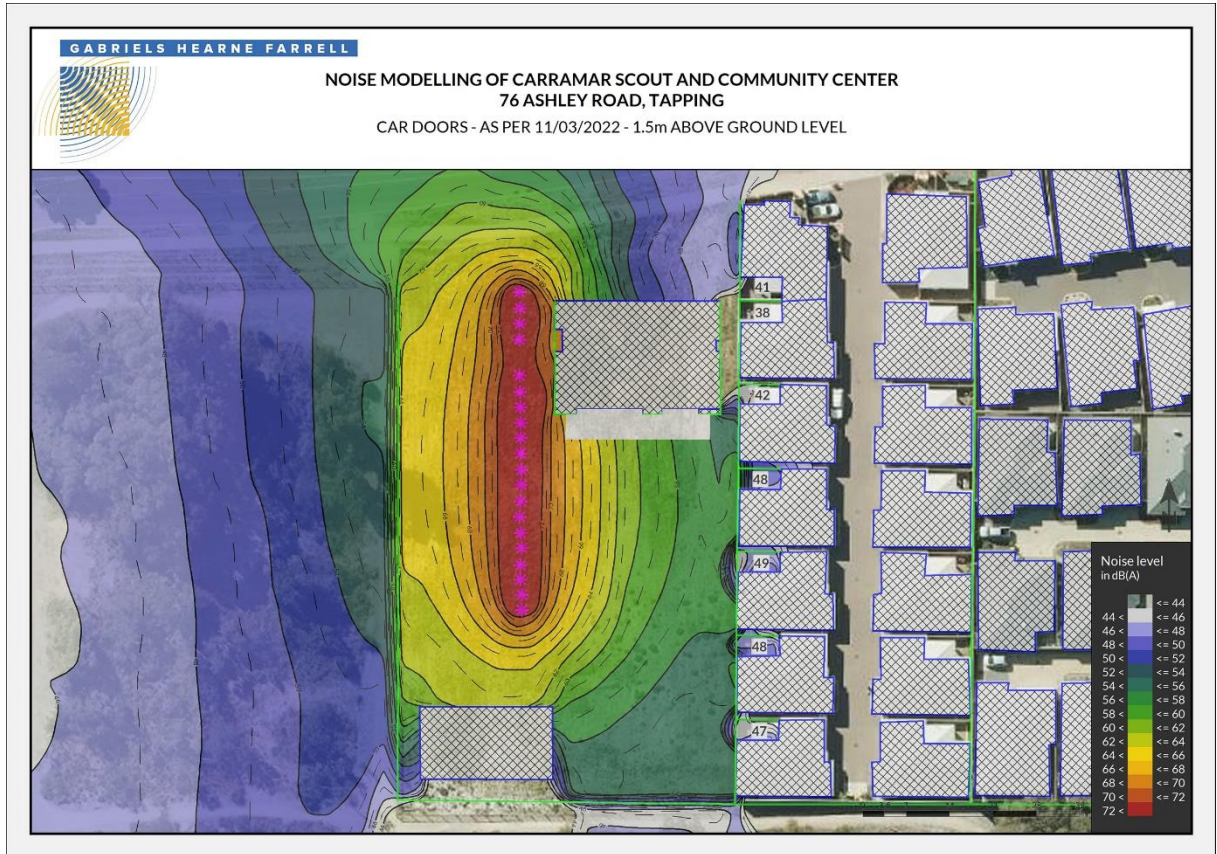 GABRIELS HEARNE FARRELL
NOISE MODELLING OF CARRAMAR SCOUT AND COMMUNITY CENTER
76 ASHLEY ROAD, TAPPING
CAR DOORS - AS PER 11/03/2022 - 1.5m ABOVE GROUND LEVEL
41
38
42
48
49
48
47
Noise level
in dB(A)
<= 44
44 < <= 46
46 < <= 48
48 < <= 50
50 < <= 52
52 < <= 54
54 < <= 56
56 < <= 58
58 < <= 60
60 < <= 62
62 < <= 64
64 < <= 66
66 < <= 68
68 < <= 70
70 < <= 72
72 <